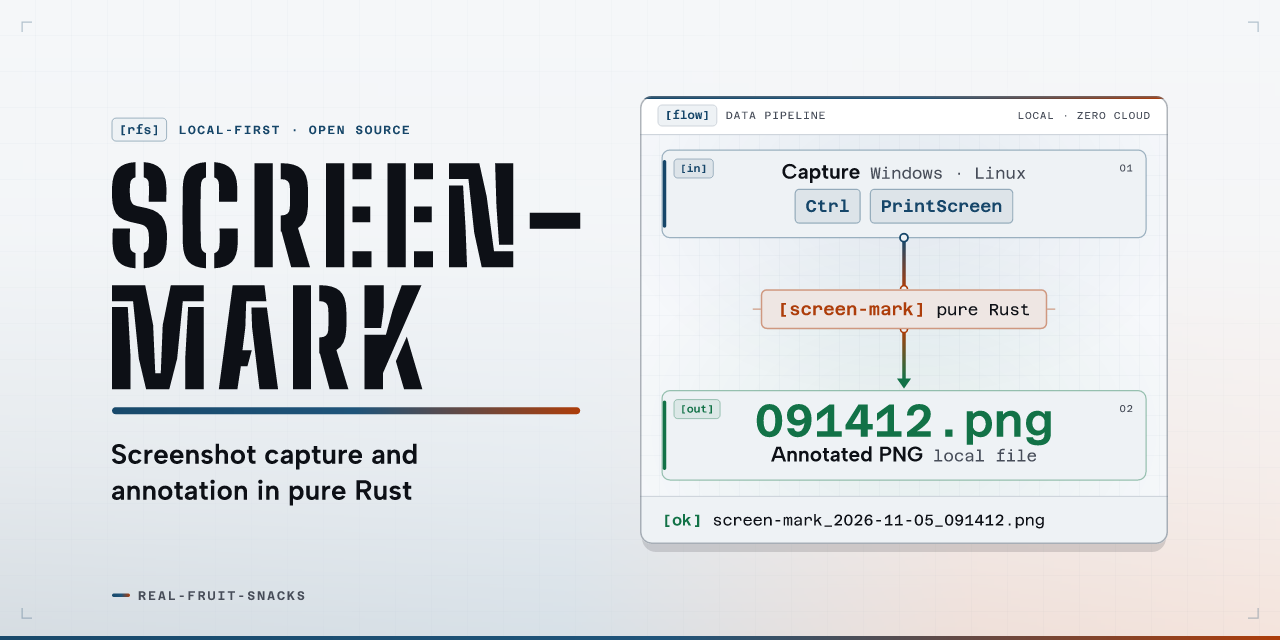 [rfs] LOCAL-FIRST · OPEN SOURCE
SCREEN-
MARK
Screenshot capture and
annotation in pure Rust
REAL-FRUIT-SNACKS
[flow] DATA PIPELINE LOCAL · ZERO CLOUD
[in] Capture Windows · Linux 01
Ctrl PrintScreen
[screen-mark] pure Rust
[out] 091412.png 02
Annotated PNG local file
[ok] screen-mark_2026-11-05_091412.png